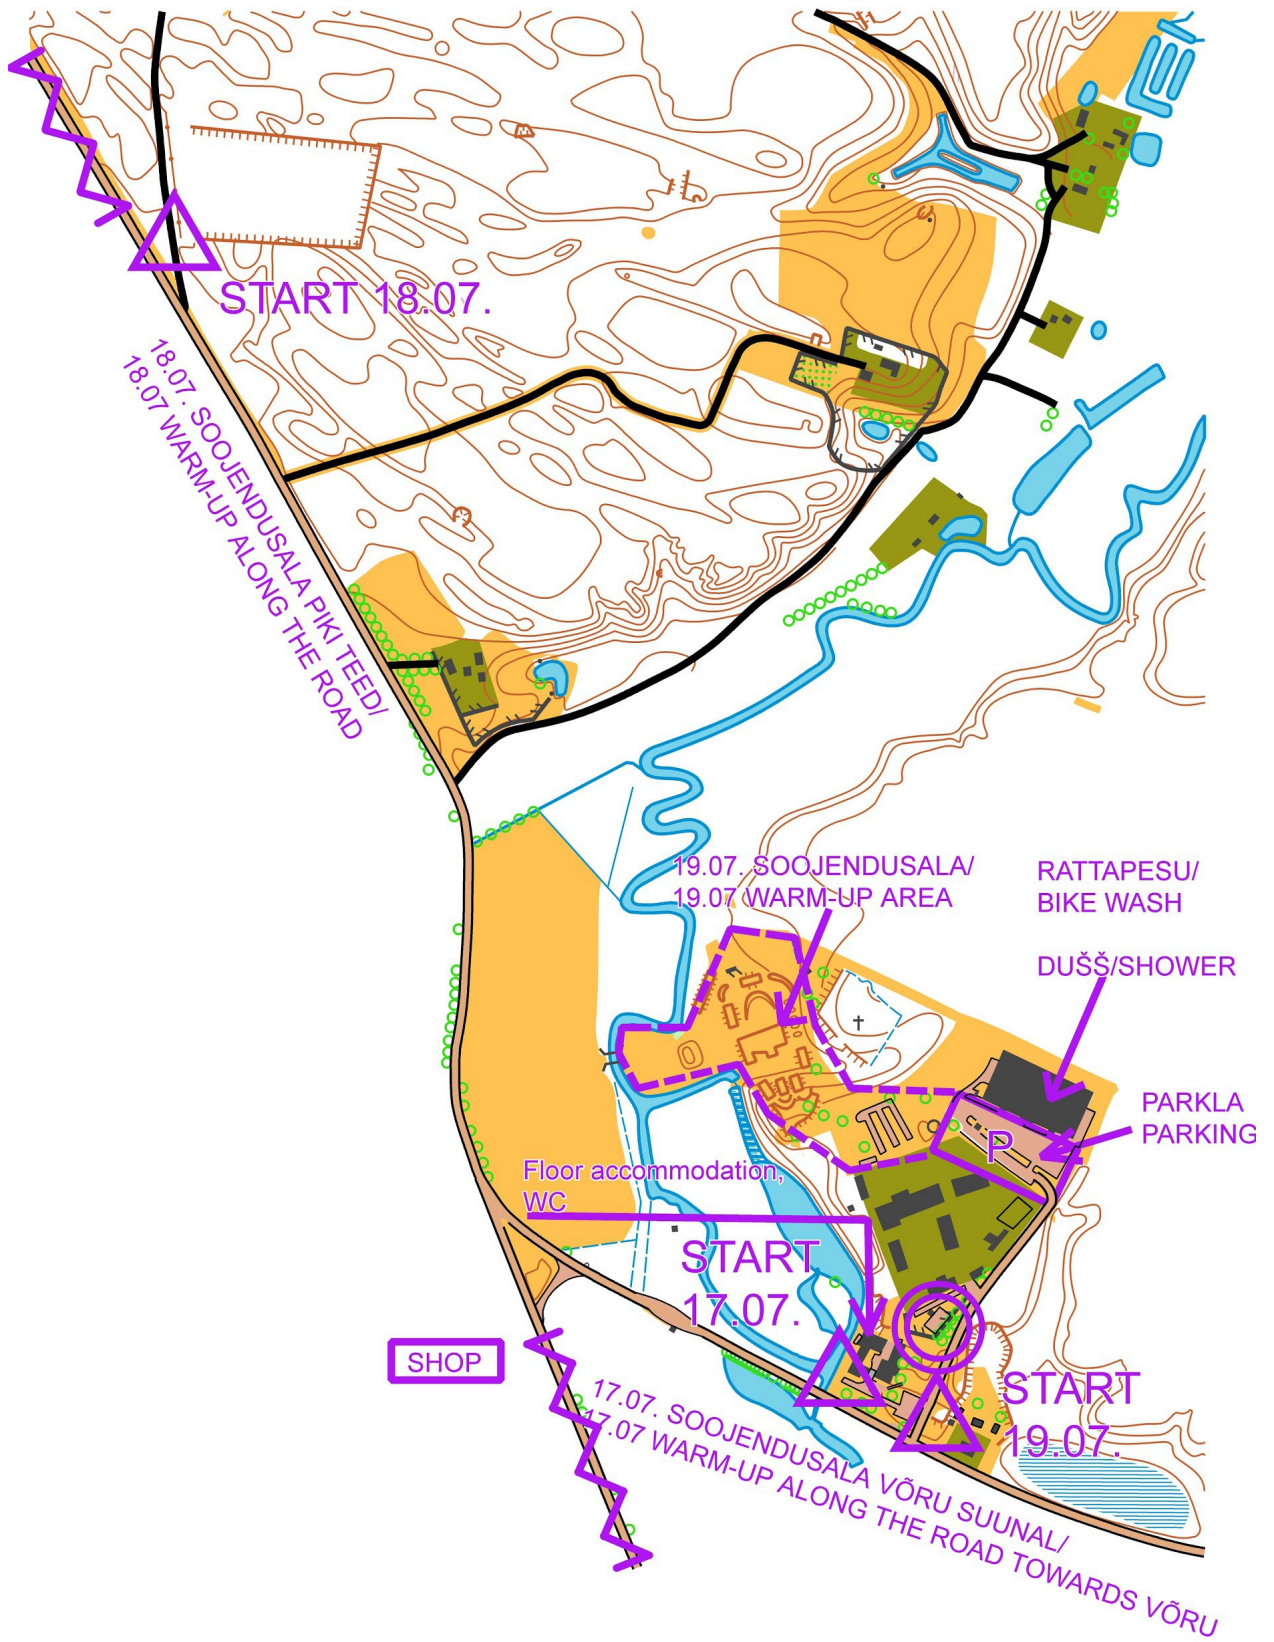 START 18.07.
18.07. SOOJENDUSALA PIKI TEED/
18.07 WARM-UP ALONG THE ROAD
19.07. SOOJENDUSALA/
19.07 WARM-UP AREA
RATTAPESU/
BIKE WASH
DUŠŠ/SHOWER
PARKLA
PARKING
P
Floor accommodation,
WC
START
17.07.
SHOP
START
19.07.
17.07. SOOJENDUSALA VÕRU SUUNAL/
17.07 WARM-UP ALONG THE ROAD TOWARDS VÕRU